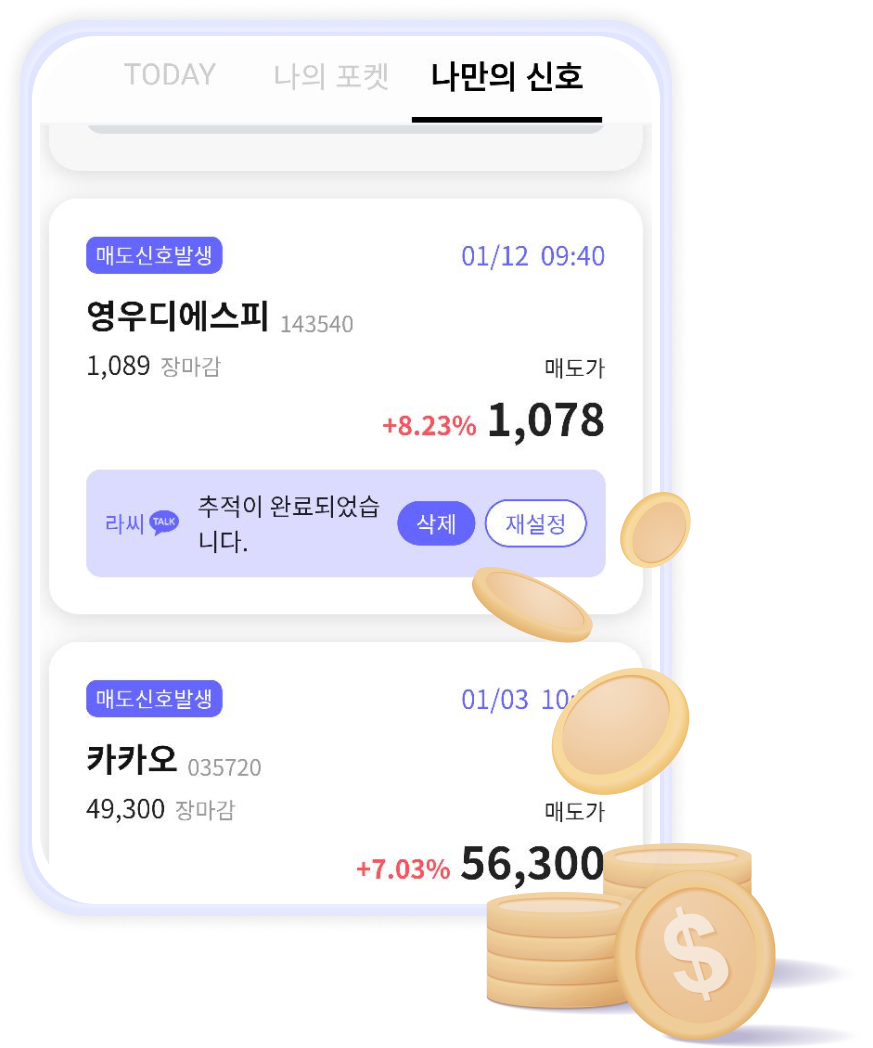 TODAY 나의 포켓 나만의 신호
매도신호발생 01/12 09:40
영우디에스피 143540
1,089 장마감 매도가
+8.23% 1,078
라씨 TALK 추적이 완료되었습 삭제 재설정
니다.
매도신호발생 01/03
카카오 035720
49,300 장마감 매도가
+7.03% 56,300
$